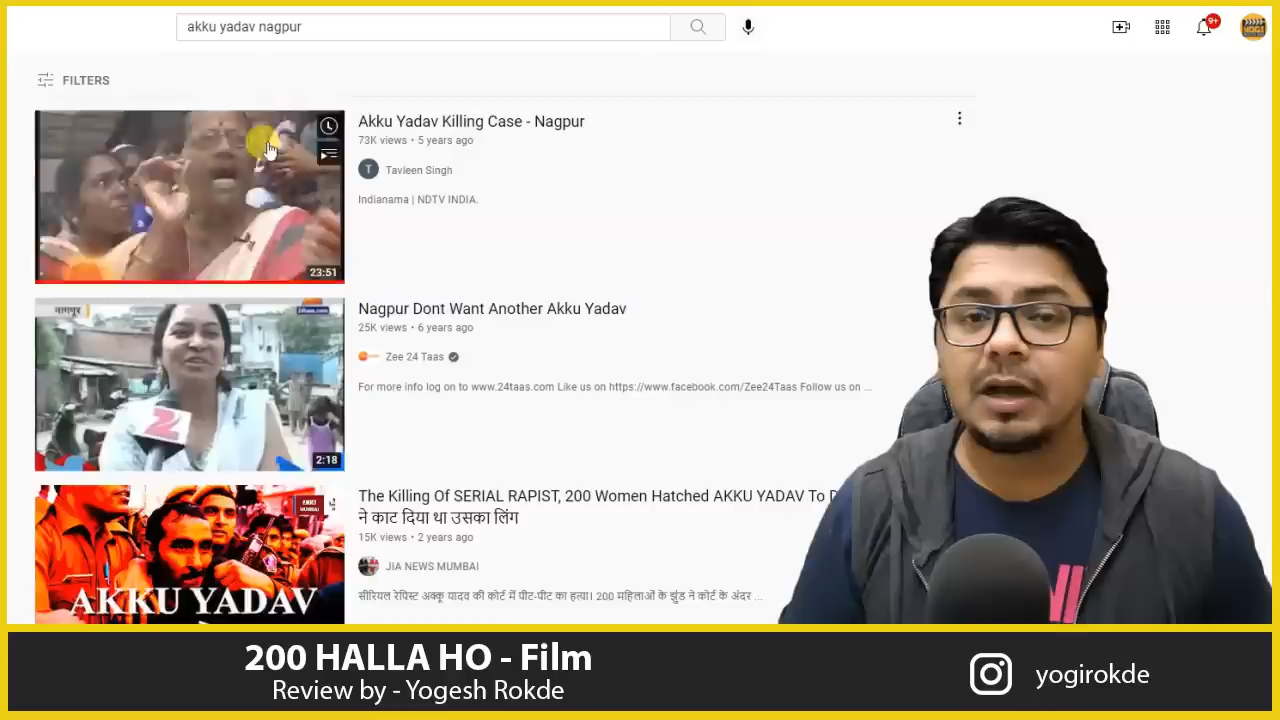 akku yadav nagpur
9+
FILTERS
Akku Yadav Killing Case - Nagpur
73K views • 5 years ago
T Tavleen Singh
Indianama | NDTV INDIA.
23:51
नागपूर
24taas.com
Nagpur Dont Want Another Akku Yadav
25K views • 6 years ago
Zee 24 Taas
For more info log on to www.24taas.com Like us on https://www.facebook.com/Zee24Taas Follow us on ...
2:18
The Killing Of SERIAL RAPIST, 200 Women Hatched AKKU YADAV To D
ने काट दिया था उसका लिंग
15K views • 2 years ago
JIA NEWS MUMBAI
सीरियल रेपिस्ट अक्कू यादव की कोर्ट में पीट-पीट का हत्या। 200 महिलाओं के झुंड ने कोर्ट के अंदर ...
AKKU YADAV
200 HALLA HO - Film
Review by - Yogesh Rokde
yogirokde